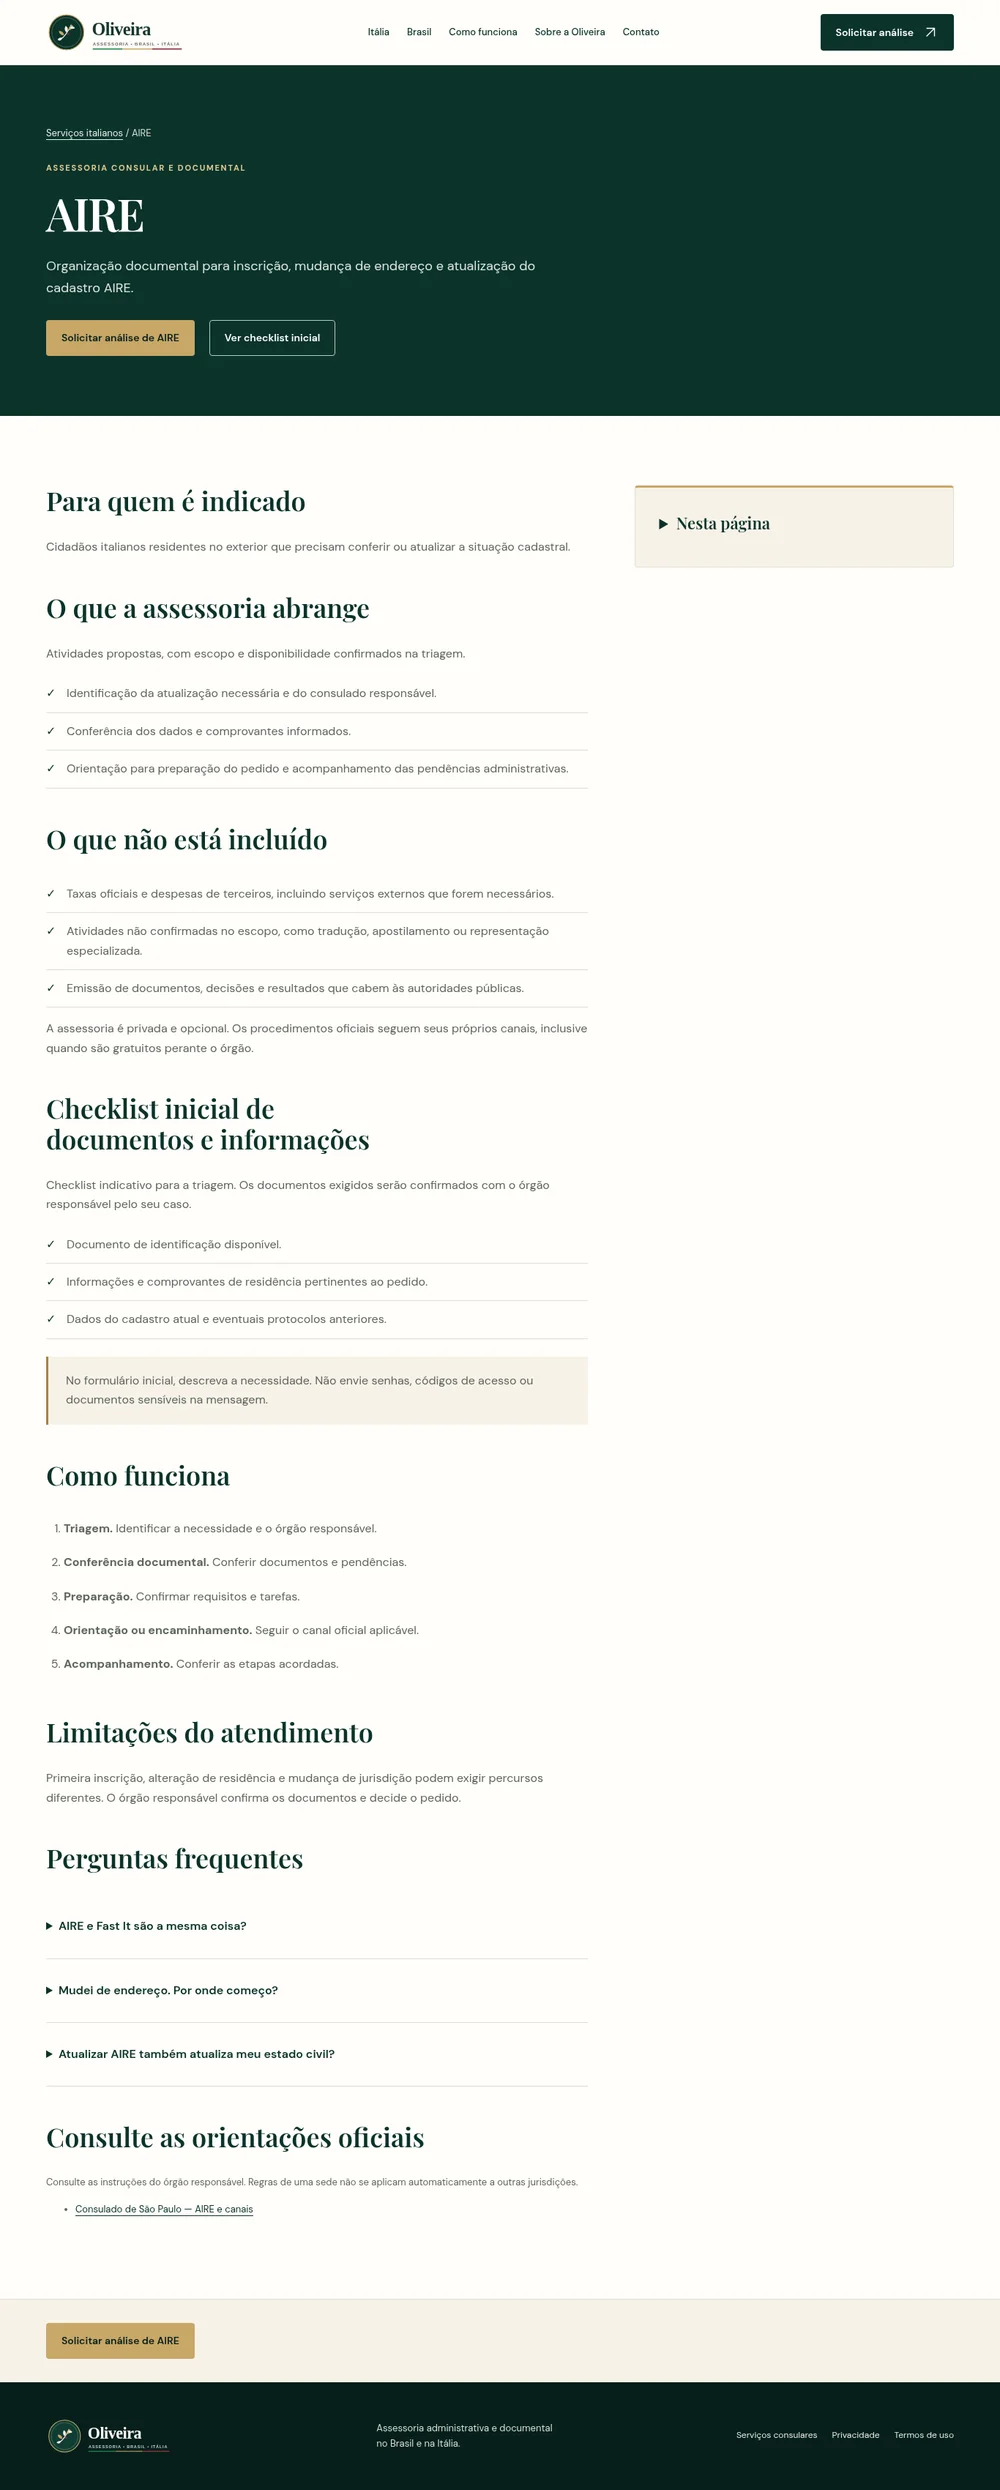 Oliveira
ASSESSORIA • BRASIL • ITÁLIA
Itália
Brasil
Como funciona
Sobre a Oliveira
Contato
Solicitar análise
Serviços italianos / AIRE
ASSESSORIA CONSULAR E DOCUMENTAL
AIRE
Organização documental para inscrição, mudança de endereço e atualização do
cadastro AIRE.
Solicitar análise de AIRE
Ver checklist inicial
Para quem é indicado
Cidadãos italianos residentes no exterior que precisam conferir ou atualizar a situação cadastral.
▶ Nesta página
O que a assessoria abrange
Atividades propostas, com escopo e disponibilidade confirmados na triagem.
✓ Identificação da atualização necessária e do consulado responsável.
✓ Conferência dos dados e comprovantes informados.
✓ Orientação para preparação do pedido e acompanhamento das pendências administrativas.
O que não está incluído
✓ Taxas oficiais e despesas de terceiros, incluindo serviços externos que forem necessários.
✓ Atividades não confirmadas no escopo, como tradução, apostilamento ou representação
especializada.
✓ Emissão de documentos, decisões e resultados que cabem às autoridades públicas.
A assessoria é privada e opcional. Os procedimentos oficiais seguem seus próprios canais, inclusive
quando são gratuitos perante o órgão.
Checklist inicial de
documentos e informações
Checklist indicativo para a triagem. Os documentos exigidos serão confirmados com o órgão
responsável pelo seu caso.
✓ Documento de identificação disponível.
✓ Informações e comprovantes de residência pertinentes ao pedido.
✓ Dados do cadastro atual e eventuais protocolos anteriores.
No formulário inicial, descreva a necessidade. Não envie senhas, códigos de acesso ou
documentos sensíveis na mensagem.
Como funciona
1. Triagem. Identificar a necessidade e o órgão responsável.
2. Conferência documental. Conferir documentos e pendências.
3. Preparação. Confirmar requisitos e tarefas.
4. Orientação ou encaminhamento. Seguir o canal oficial aplicável.
5. Acompanhamento. Conferir as etapas acordadas.
Limitações do atendimento
Primeira inscrição, alteração de residência e mudança de jurisdição podem exigir percursos
diferentes. O órgão responsável confirma os documentos e decide o pedido.
Perguntas frequentes
▶ AIRE e Fast It são a mesma coisa?
▶ Mudei de endereço. Por onde começo?
▶ Atualizar AIRE também atualiza meu estado civil?
Consulte as orientações oficiais
Consulte as instruções do órgão responsável. Regras de uma sede não se aplicam automaticamente a outras jurisdições.
• Consulado de São Paulo — AIRE e canais
Solicitar análise de AIRE
Oliveira
ASSESSORIA • BRASIL • ITÁLIA
Assessoria administrativa e documental
no Brasil e na Itália.
Serviços consulares
Privacidade
Termos de uso